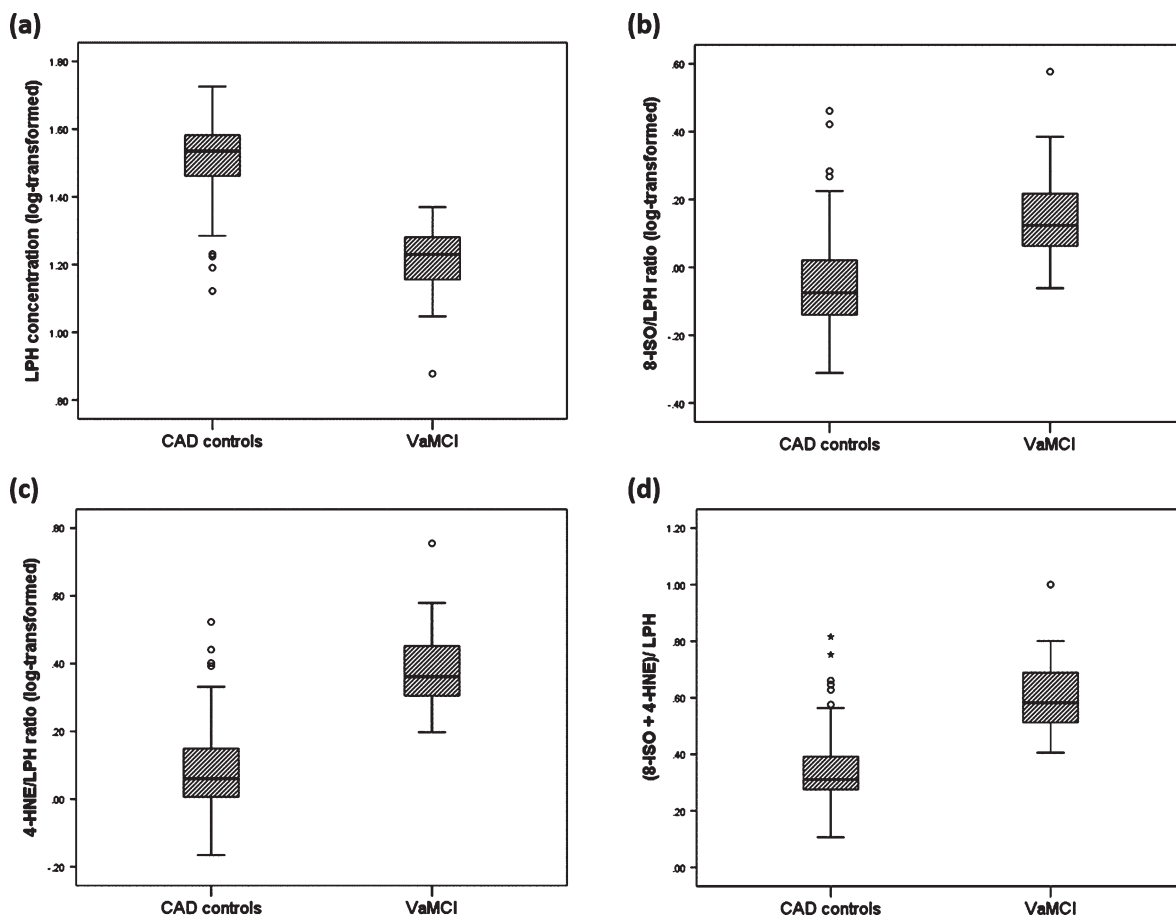 (a)
LPH concentration (log-transformed)
1.80
1.60
1.40
1.20
1.00
.80
CAD controls
VaMCI
(b)
8-ISO/LPH ratio (log-transformed)
.60
.40
.20
.00
-.20
-.40
CAD controls
VaMCI
(c)
4-HNE/LPH ratio (log-transformed)
.80
.60
.40
.20
.00
-.20
CAD controls
VaMCI
(d)
(8-ISO + 4-HNE)/ LPH
1.20
1.00
.80
.60
.40
.20
.00
CAD controls
VaMCI